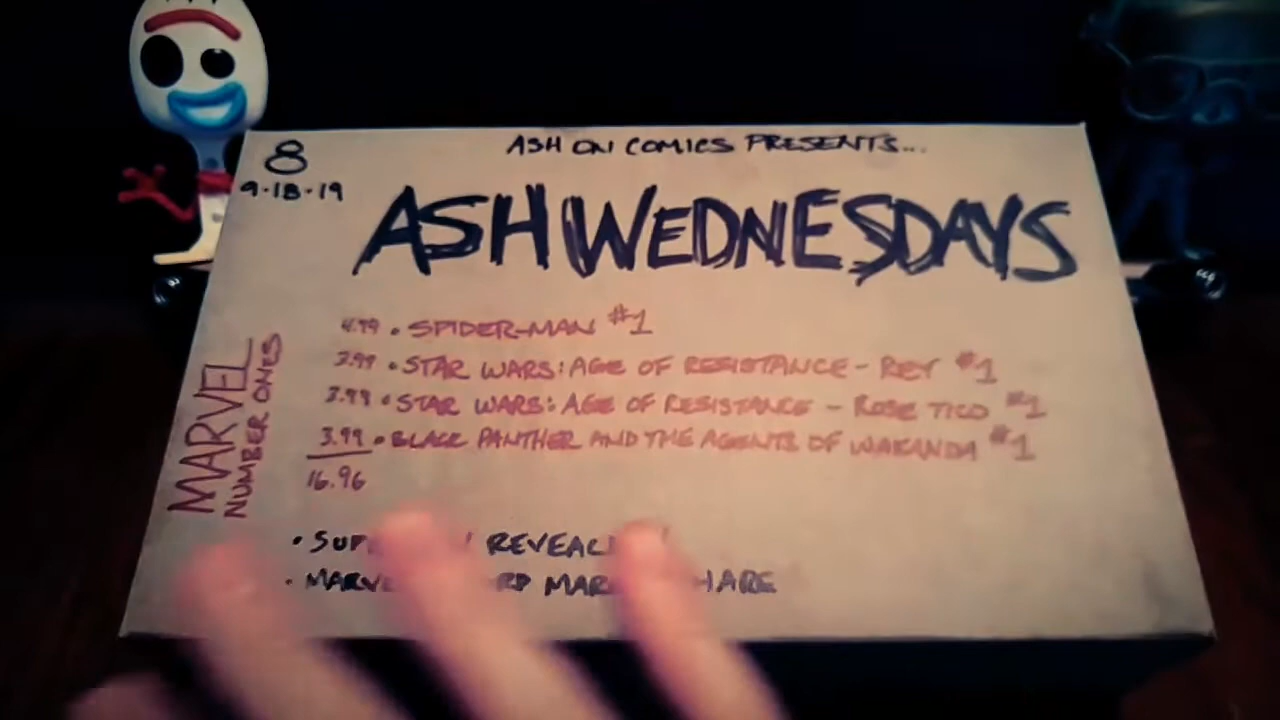 8
9·18·19
ASH ON COMICS PRESENTS...
ASH WEDNESDAYS
MARVEL
NUMBER ONES
4.99 • SPIDER-MAN #1
3.99 • STAR WARS: AGE OF RESISTANCE - REY #1
3.99 • STAR WARS: AGE OF RESISTANCE - ROSE TICO #1
3.99 • BLACK PANTHER AND THE AGENTS OF WAKANDA #1
16.96
• REVEAL
•